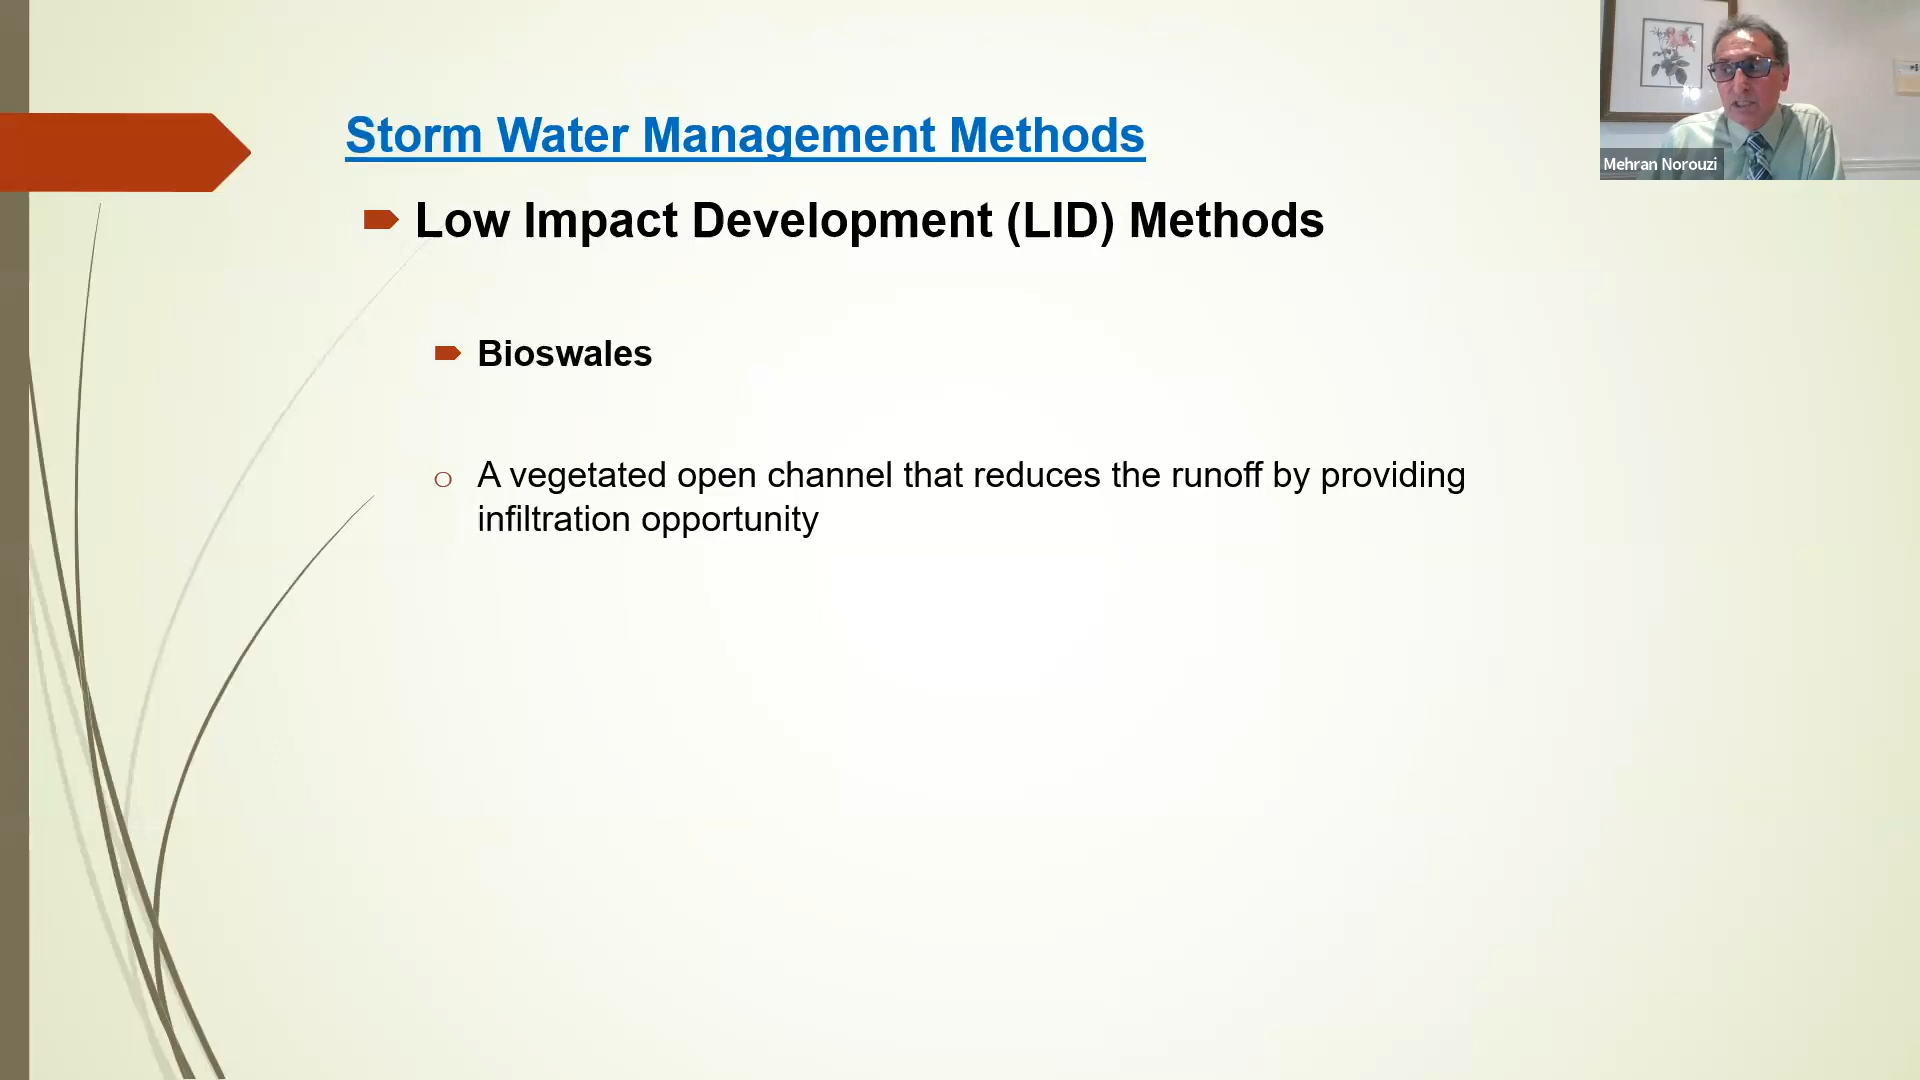 Storm Water Management Methods
Low Impact Development (LID) Methods
Bioswales
A vegetated open channel that reduces the runoff by providing
infiltration opportunity
Mehran Norouzi